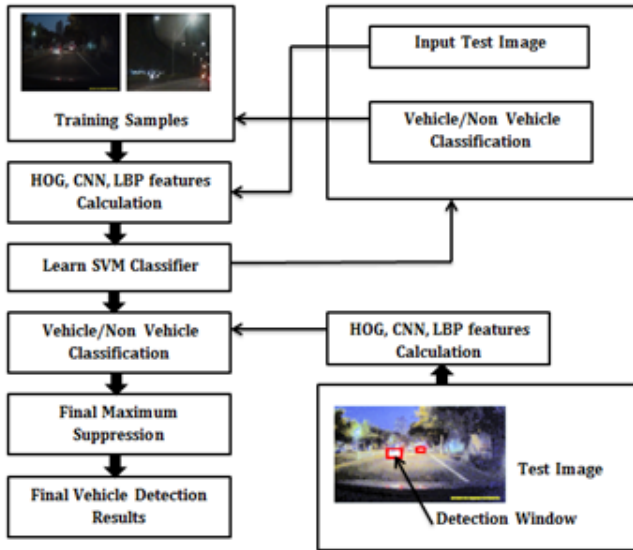 Training Samples
HOG, CNN, LBP features
Calculation
Learn SVM Classifier
Vehicle/Non Vehicle
Classification
Final Maximum
Suppression
Final Vehicle Detection
Results
Input Test Image
Vehicle/Non Vehicle
Classification
HOG, CNN, LBP features
Calculation
Test Image
Detection Window